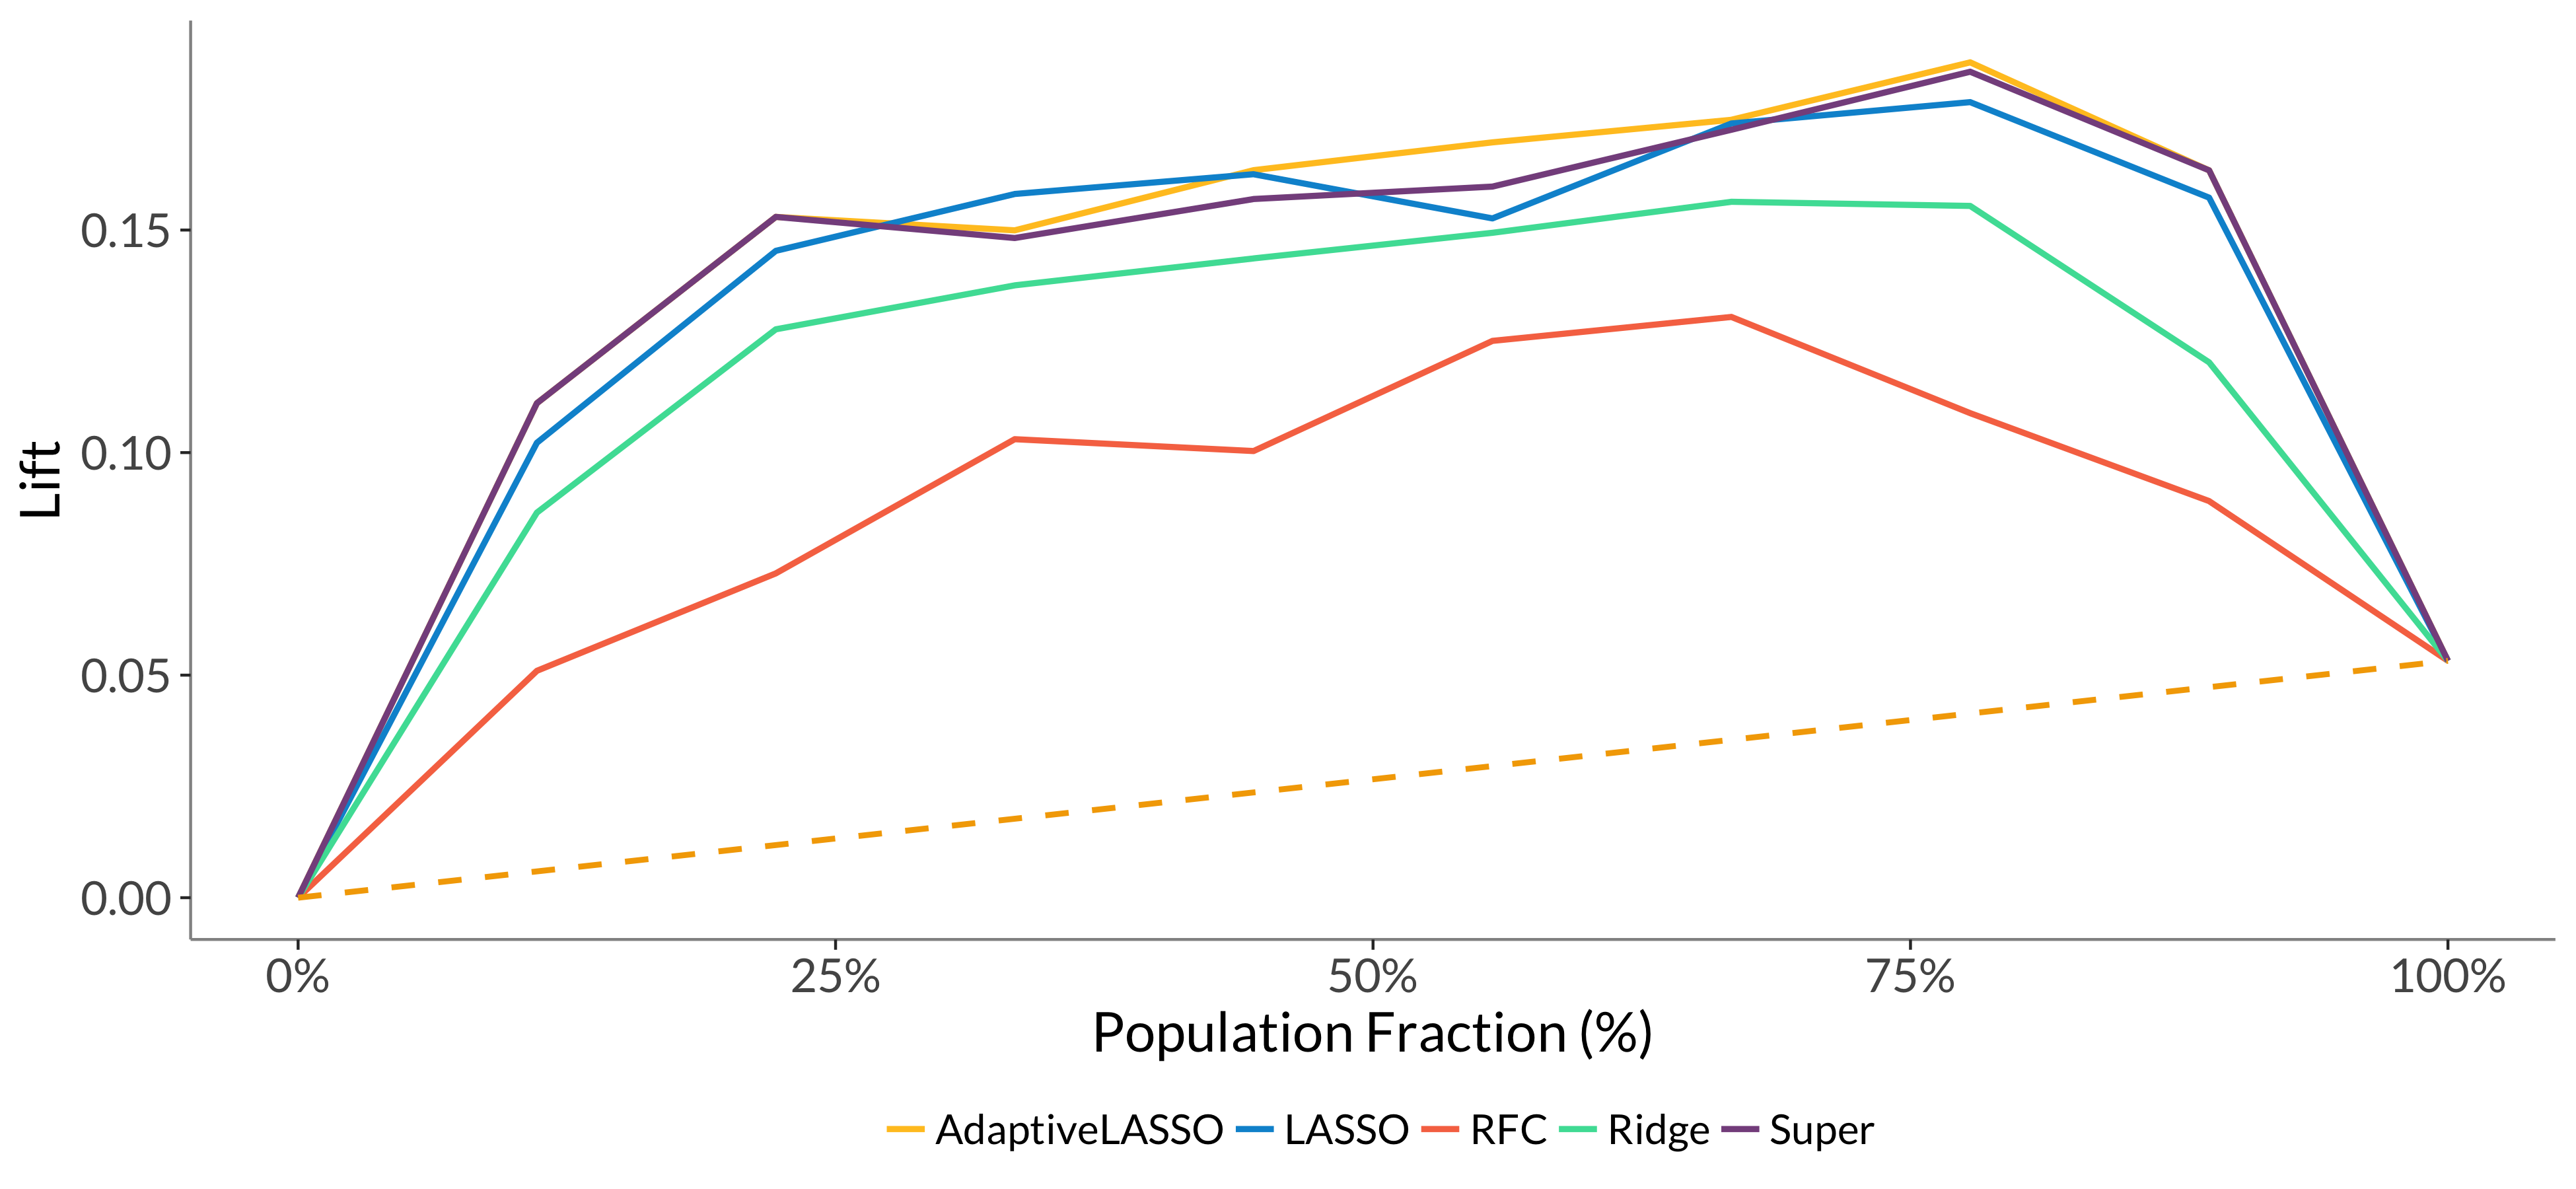 Lift
0.15
0.10
0.05
0.00
0% 25% 50% 75% 100%
Population Fraction (%)
AdaptiveLASSO LASSO RFC Ridge Super